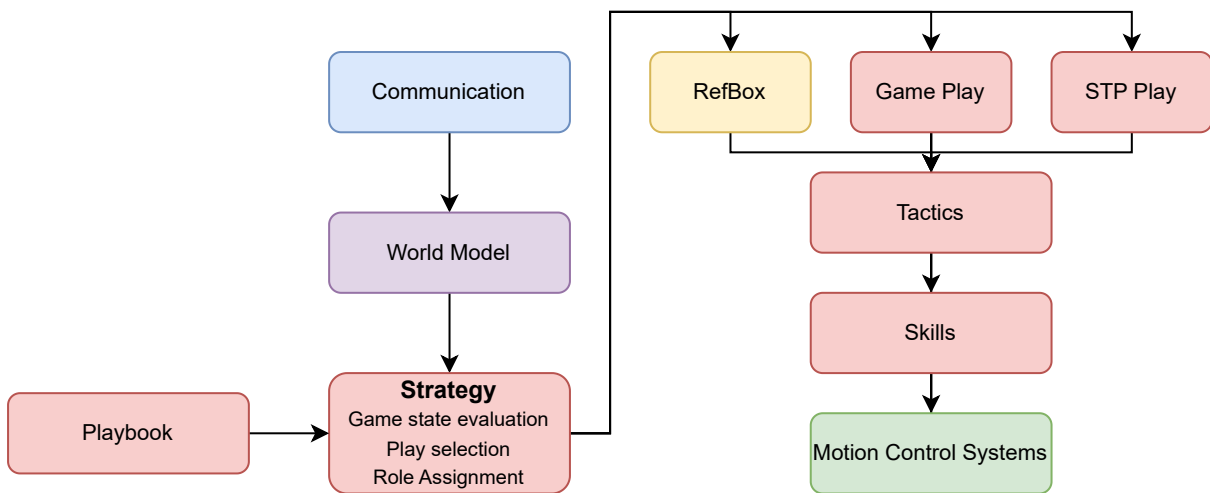 Communication
RefBox
Game Play
STP Play
World Model
Tactics
Skills
Playbook
Strategy
Game state evaluation
Play selection
Role Assignment
Motion Control Systems